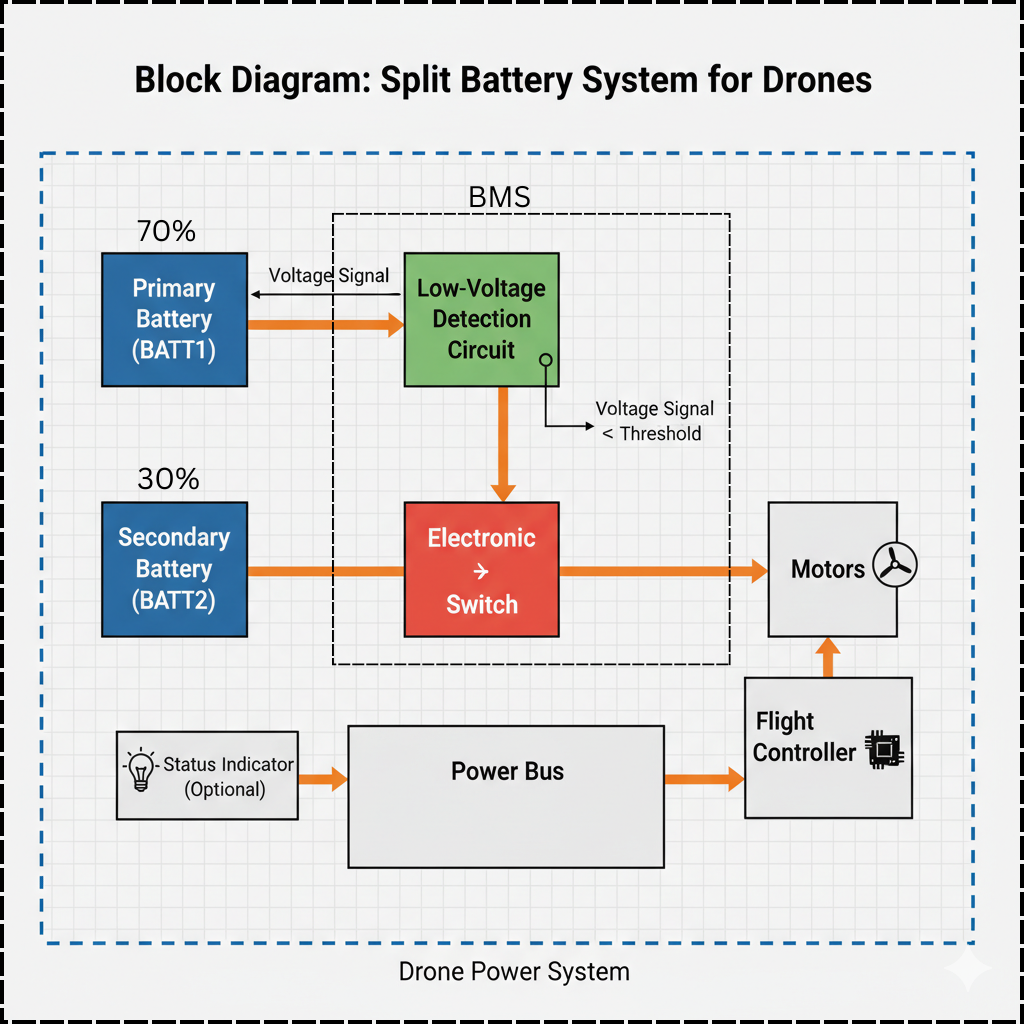 Block Diagram: Split Battery System for Drones
BMS
70%
Primary
Battery
(BATT1)
Voltage Signal
Low-Voltage
Detection
Circuit
Voltage Signal
< Threshold
30%
Secondary
Battery
(BATT2)
Electronic
Switch
Motors
Flight
Controller
Status Indicator
(Optional)
Power Bus
Drone Power System